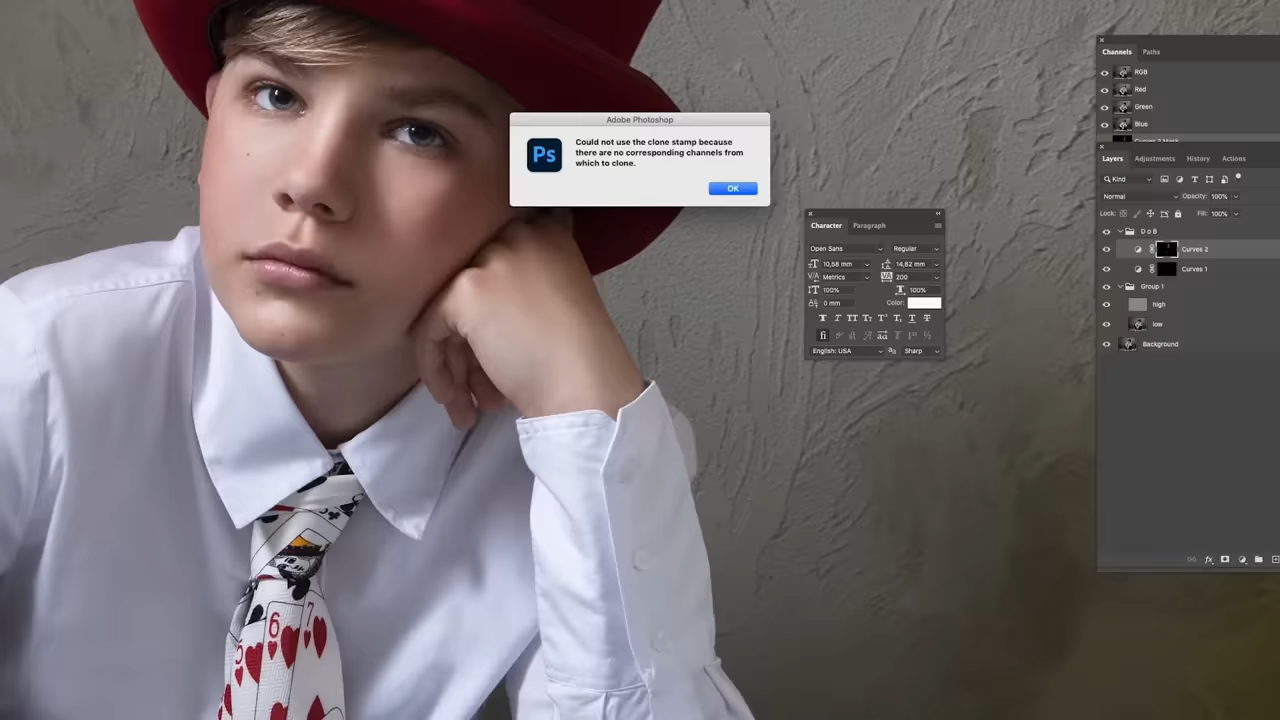 Adobe Photoshop
Ps
Could not use the clone stamp because
there are no corresponding channels from
which to clone.
OK
Character Paragraph
Open Sans Regular
10,58 mm 14,82 mm
Metrics 200
100% 100%
0 mm Color:
English: USA Sharp
Channels Paths
RGB
Red
Green
Blue
Layers Adjustments History Actions
Kind
Normal Opacity: 100%
Lock: Fill: 100%
D o B
Curves 2
Curves 1
Group 1
high
low
Background
5 6 7